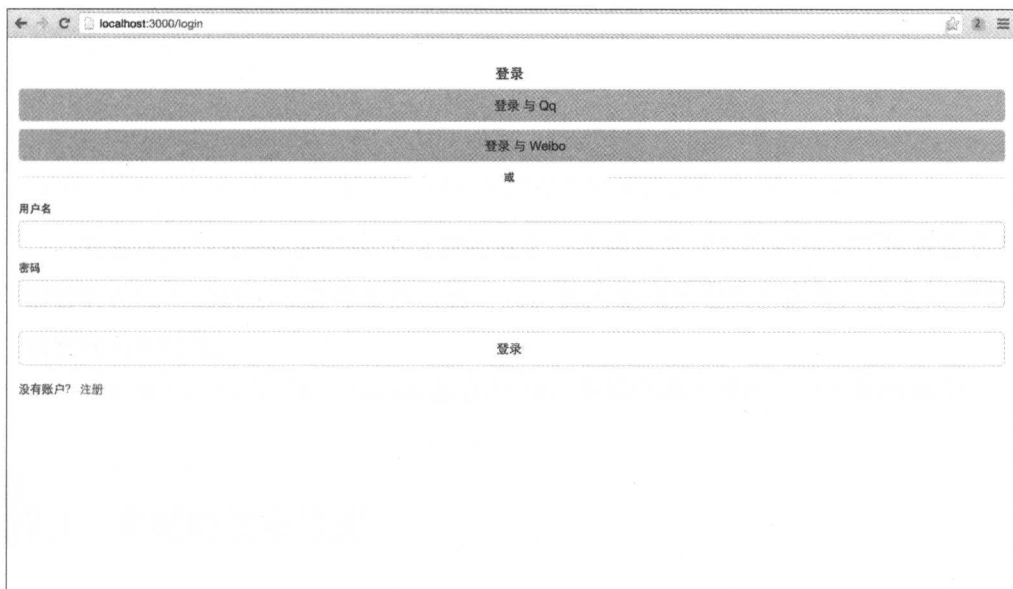 localhost:3000/login
2
登录
登录 与 Qq
登录 与 Weibo
或
用户名
密码
登录
没有账户? 注册